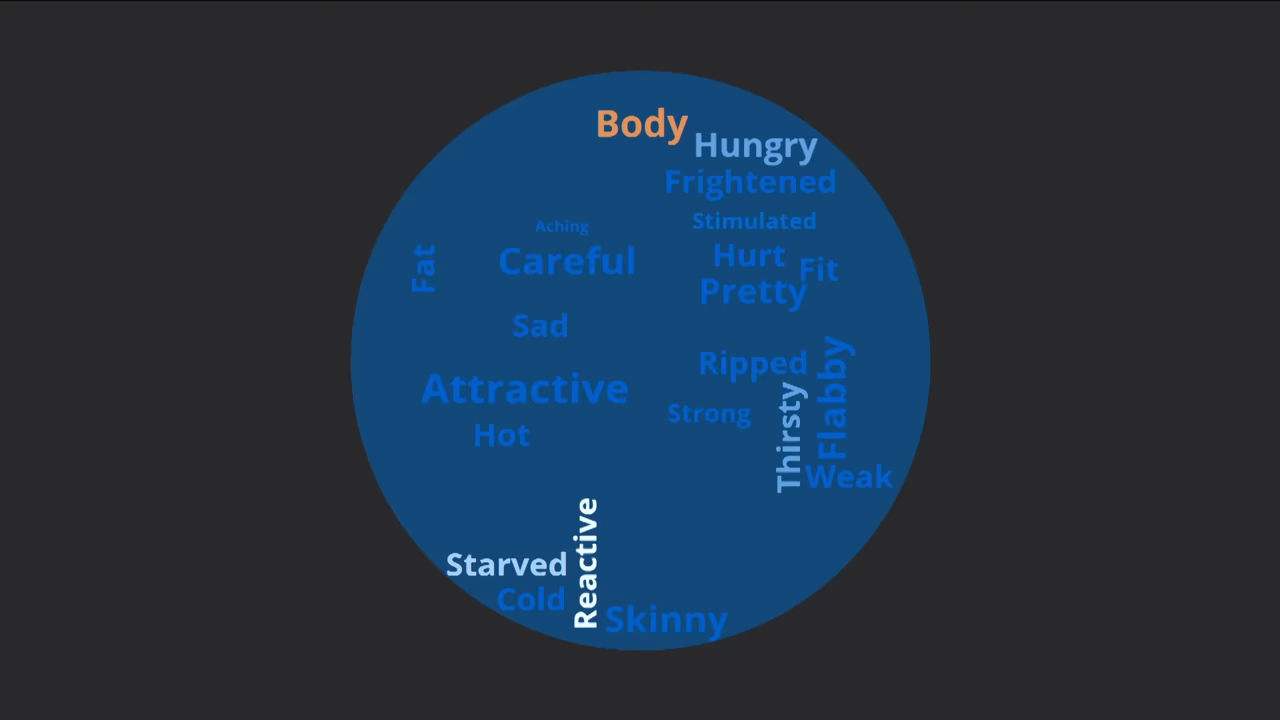 Body
Hungry
Frightened
Stimulated
Aching
Careful
Hurt
Fit
Fat
Pretty
Sad
Ripped
Flabby
Attractive
Strong
Thirsty
Hot
Weak
Reactive
Starved
Cold
Skinny